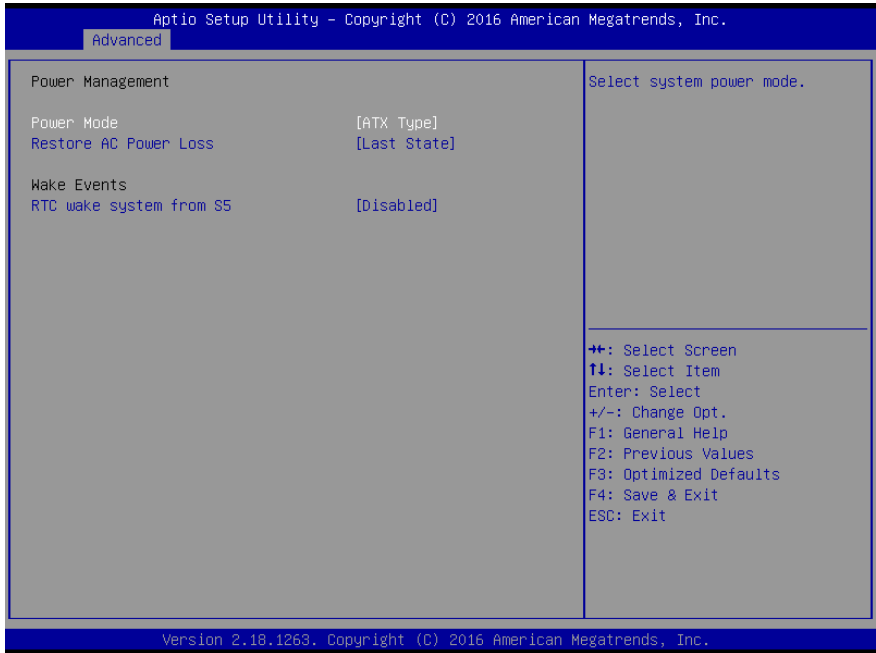 Aptio Setup Utility – Copyright (C) 2016 American Megatrends, Inc.
Advanced
Power Management
Power Mode [ATX Type]
Restore AC Power Loss [Last State]
Wake Events
RTC wake system from S5 [Disabled]
Select system power mode.
→←: Select Screen
↑↓: Select Item
Enter: Select
+/-: Change Opt.
F1: General Help
F2: Previous Values
F3: Optimized Defaults
F4: Save & Exit
ESC: Exit
Version 2.18.1263. Copyright (C) 2016 American Megatrends, Inc.